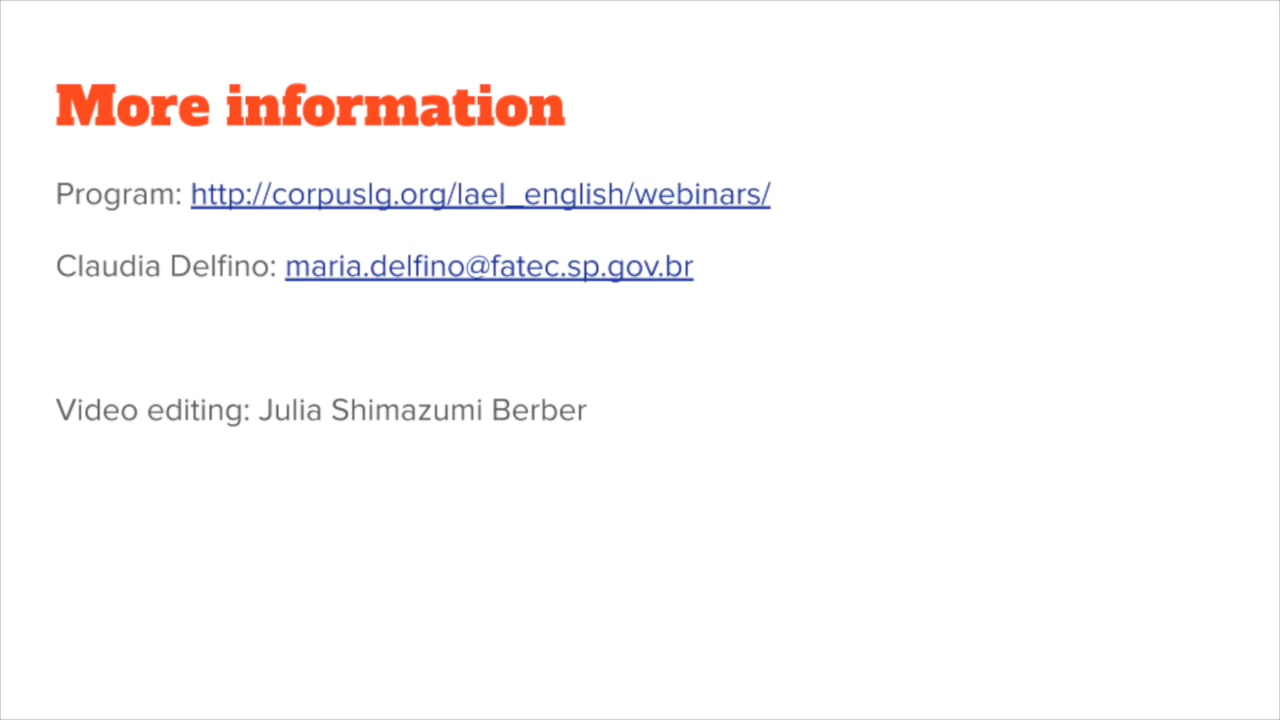 More information
Program: http://corpuslg.org/lael_english/webinars/
Claudia Delfino: maria.delfino@fatec.sp.gov.br
Video editing: Julia Shimazumi Berber